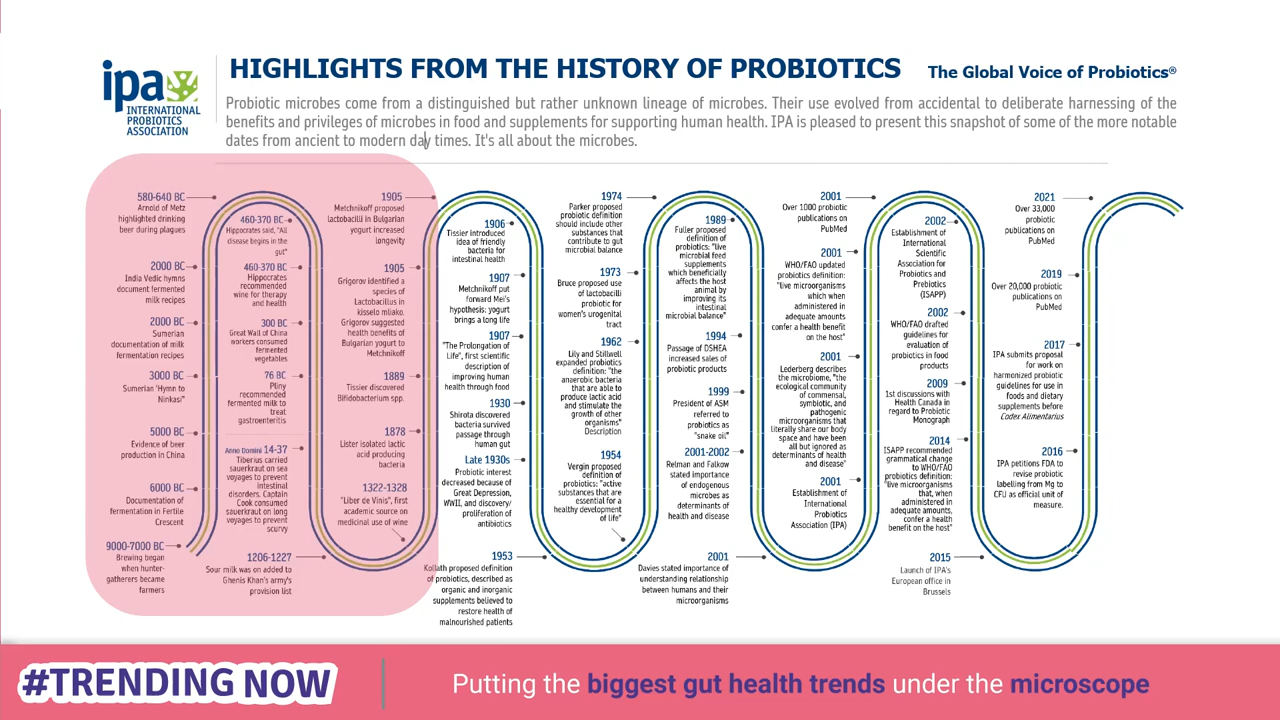 ipa
INTERNATIONAL
PROBIOTICS
ASSOCIATION
HIGHLIGHTS FROM THE HISTORY OF PROBIOTICS
The Global Voice of Probiotics®
Probiotic microbes come from a distinguished but rather unknown lineage of microbes. Their use evolved from accidental to deliberate harnessing of the
benefits and privileges of microbes in food and supplements for supporting human health. IPA is pleased to present this snapshot of some of the more notable
dates from ancient to modern day times. It's all about the microbes.
580-640 BC
Arnold of Metz
highlighted drinking
beer during plagues
2000 BC
India Vedic hymns
document fermented
milk recipes
2000 BC
Sumerian
documentation of milk
fermentation recipes
3000 BC
Sumerian 'Hymn to
Ninkasi"
5000 BC
Evidence of beer
production in China
6000 BC
Documentation of
fermentation in Fertile
Crescent
9000-7000 BC
Brewing began
when hunter-
gatherers became
farmers
460-370 BC
Hippocrates said, "All
disease begins in the
gut"
460-370 BC
Hippocrates
recommended
wine for therapy
and health
300 BC
Great Wall of China
workers consumed
fermented
vegetables
76 BC
Pliny
recommended
fermented milk to
treat
gastroenteritis
Anno Domini 14-37
Tiberius carried
sauerkraut on sea
voyages to prevent
intestinal
disorders. Captain
Cook consumed
sauerkraut on long
voyages to prevent
scurvy
1206-1227
Sour milk was on added to
Ghenis Khan's army's
provision list
1905
Metchnikoff proposed
lactobacilli in Bulgarian
yogurt increased
longevity
1905
Grigorov identified a
species of
Lactobacillus in
kisselo mliako.
Grigorov suggested
health benefits of
Bulgarian yogurt to
Metchnikoff
1889
Tissier discovered
Bifidobacterium spp.
1878
Lister isolated lactic
acid producing
bacteria
1322-1328
"Liber de Vinis", first
academic source on
medicinal use of wine
1906
Tissier introduced
idea of friendly
bacteria for
intestinal health
1907
Metchnikoff put
forward Mei's
hypothesis: yogurt
brings a long life
1907
"The Prolongation of
Life", first scientific
description of
improving human
health through food
1930
Shirota discovered
bacteria survived
passage through
human gut
Late 1930s
Probiotic interest
decreased because of
Great Depression,
WWII, and discovery/
proliferation of
antibiotics
1953
Kollath proposed definition
of probiotics, described as
organic and inorganic
supplements believed to
restore health of
malnourished patients
1974
Parker proposed
probiotic definition
should include other
substances that
contribute to gut
microbial balance
1973
Bruce proposed use
of lactobacilli
probiotic for
women's urogenital
tract
1962
Lily and Stillwell
expanded probiotics
definition: "the
anaerobic bacteria
that are able to
produce lactic acid
and stimulate the
growth of other
organisms"
Description
1954
Vergin proposed
defintion of
probiotics: "active
substances that are
essential for a
healthy development
of life"
1989
Fuller proposed
definition of
probiotics: "live
microbial feed
supplements
which beneficially
affects the host
animal by
improving its
intestinal
microbial balance"
1994
Passage of DSHEA
increased sales of
probiotic products
1999
President of ASM
referred to
probiotics as
"snake oil"
2001-2002
Relman and Falkow
stated importance
of endogenous
microbes as
determinants of
health and disease
2001
Davies stated importance of
understanding relationship
between humans and their
microorganisms
2001
Over 1000 probiotic
publications on
PubMed
2001
WHO/FAO updated
probiotics definition:
"live microorganisms
which when
administered in
adequate amounts
confer a health benefit
on the host"
2001
Lederberg describes
the microbiome, "the
ecological community
of commensal,
symbiotic, and
pathogenic
microorganisms that
literally share our body
space and have been
all but ignored as
determinants of health
and disease"
2001
Establishment of
International
Probiotics
Association (IPA)
2002
Establishment of
International
Scientific
Association for
Probiotics and
Prebiotics
(ISAPP)
2002
WHO/FAO drafted
guidelines for
evaluation of
probiotics in food
products
2009
1st discussions with
Health Canada in
regard to Probiotic
Monograph
2014
ISAPP recommended
grammatical change
to WHO/FAO
probiotics definition:
"live microorganisms
that, when
administered in
adequate amounts,
confer a health
benefit on the host"
2015
Launch of IPA's
European office in
Brussels
2021
Over 33,000
probiotic
publications on
PubMed
2019
Over 20,000 probiotic
publications on
PubMed
2017
IPA submits proposal
for work on
harmonized probiotic
guidelines for use in
foods and dietary
supplements before
Codex Alimentarius
2016
IPA petitions FDA to
revise probiotic
labelling from Mg to
CFU as official unit of
measure.
#TRENDING NOW
Putting the biggest gut health trends under the microscope